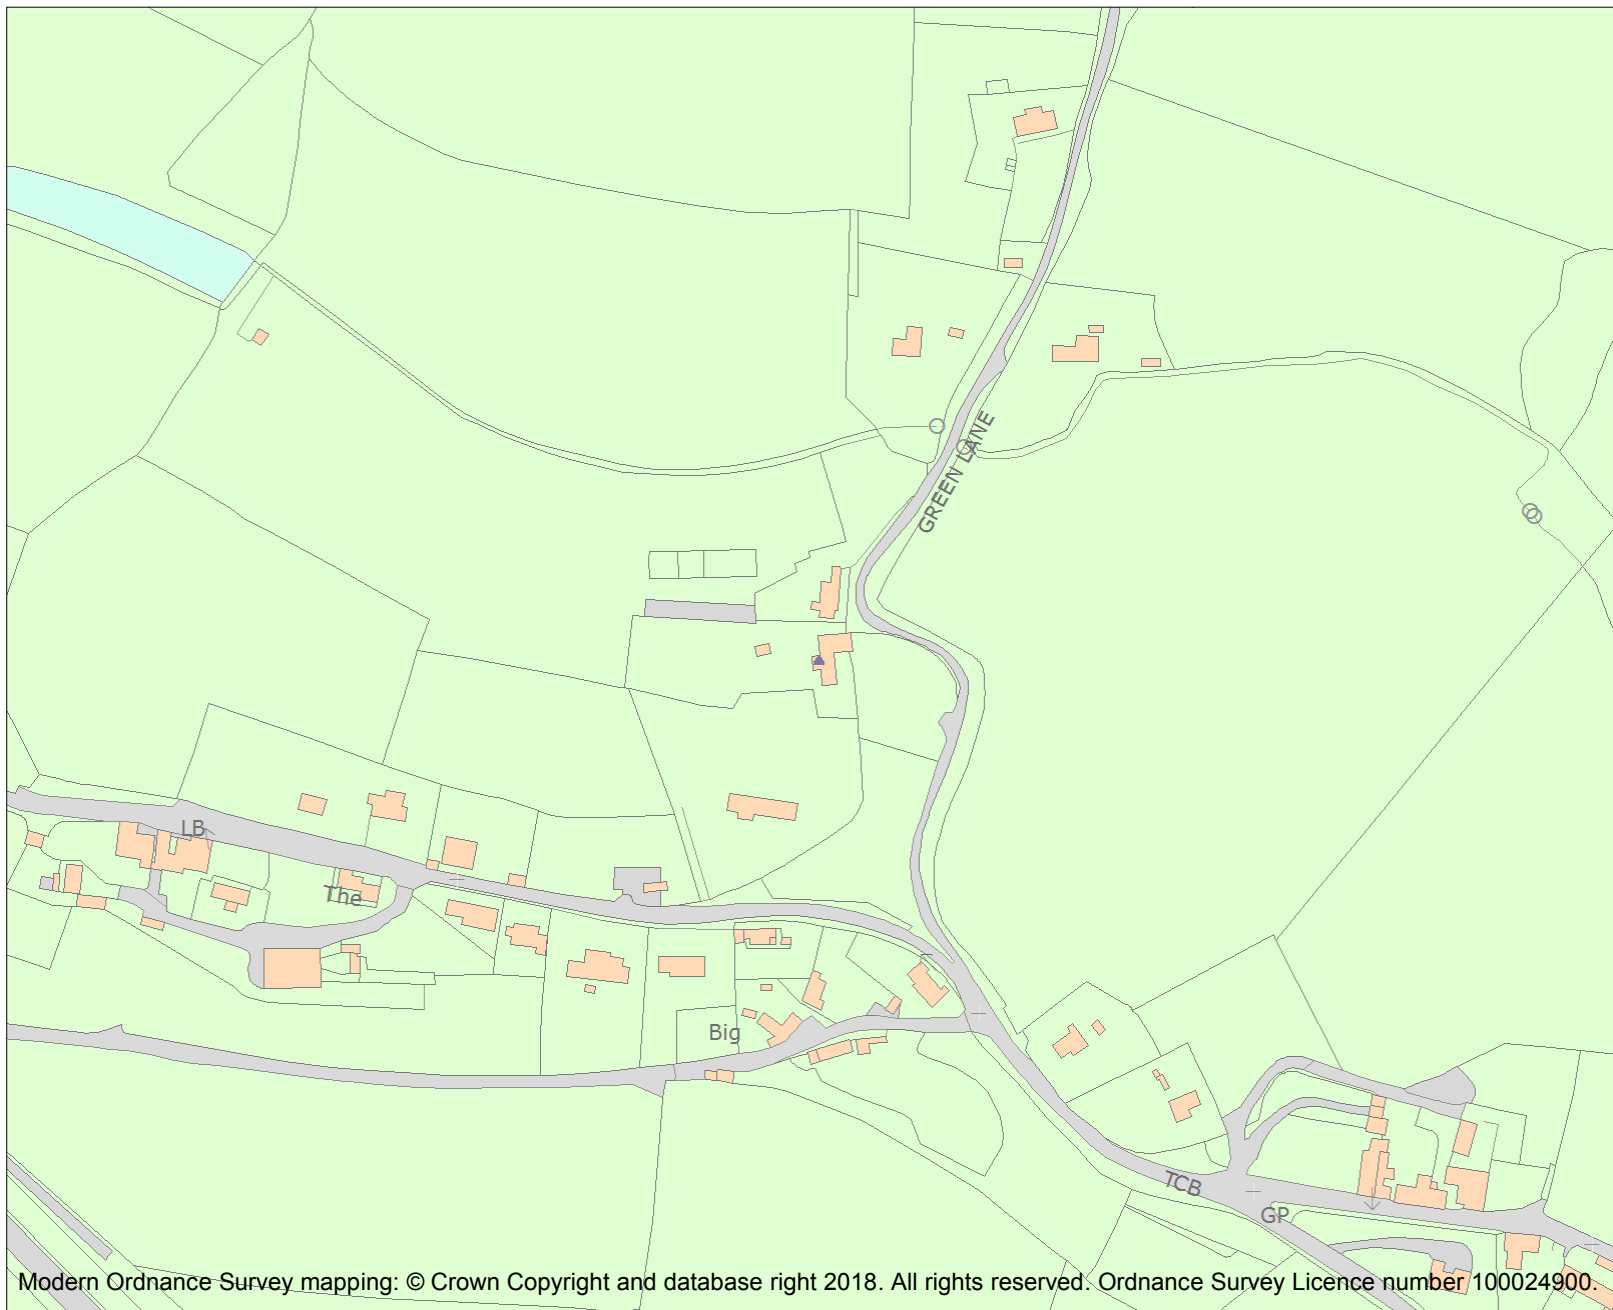 GREEN LANE
LB
The
Big
TCB
GP
Modern Ordnance Survey mapping: © Crown Copyright and database right 2018. All rights reserved. Ordnance Survey Licence number 100024900.